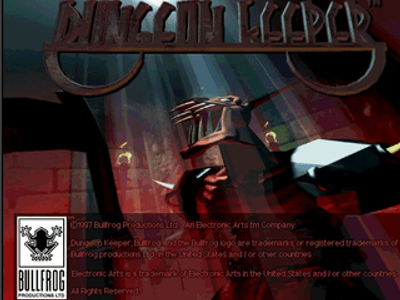 DUNGEON KEEPER™
©1997 Bullfrog Productions Ltd. An Electronic Arts tm Company.
Dungeon Keeper, Bullfrog and the Bullfrog logo are trademarks or registered trademarks of
Bullfrog productions Ltd in the United States and / or other countries.
Electronic Arts is a trademark of Electronic Arts in the United States and / or other countries.
All Rights Reserved.
BULLFROG
PRODUCTIONS LTD